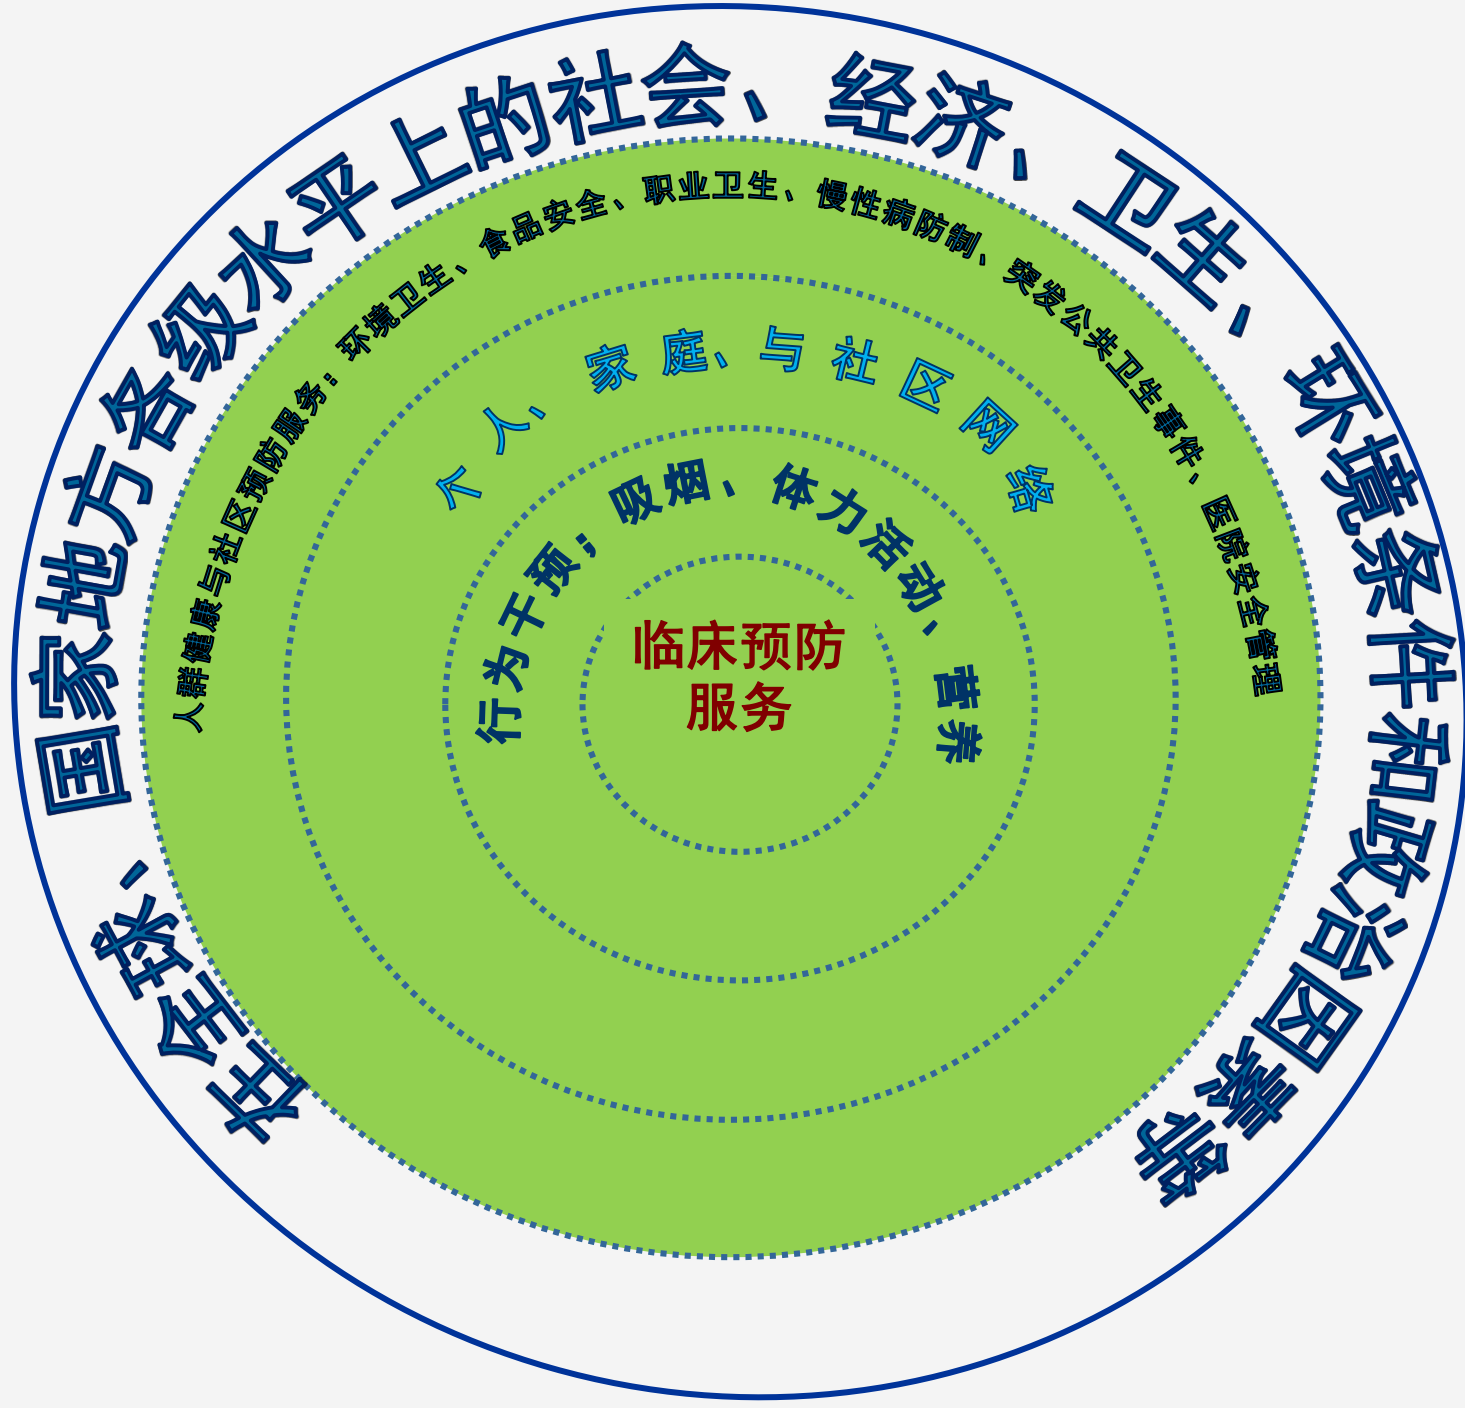 在全球、国家地方各级水平上的社会、经济、卫生、环境条件和政治因素等
人群健康与社区预防服务：环境卫生、食品安全、职业卫生、慢性病防制、突发公共卫生事件、医院安全管理
个人、家庭、与社区网络
行为干预；吸烟、体力活动、营养
临床预防
服务